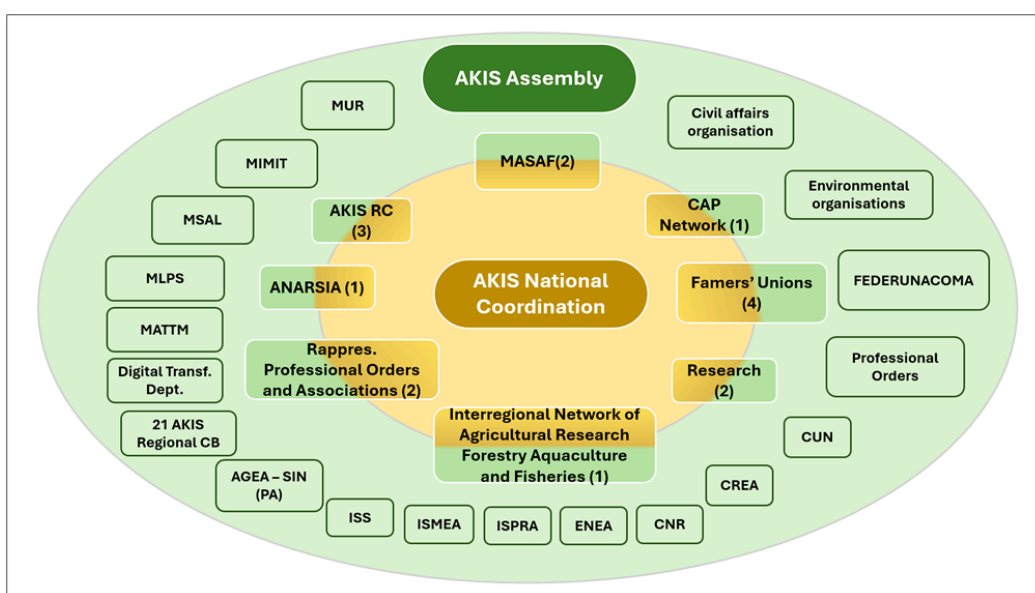 AKIS Assembly
MUR
Civil affairs
organisation
MIMIT
MASAF(2)
Environmental
organisations
MSAL
AKIS RC
(3)
CAP
Network (1)
MLPS
ANARSIA (1)
AKIS National
Coordination
Famers' Unions
(4)
FEDERUNACOMA
MATTM
Rappres.
Professional Orders
and Associations (2)
Research
(2)
Professional
Orders
Digital Transf.
Dept.
21 AKIS
Regional CB
Interregional Network of
Agricultural Research
Forestry Aquaculture
and Fisheries (1)
CUN
AGEA – SIN
(PA)
CREA
ISS
ISMEA
ISPRA
ENEA
CNR